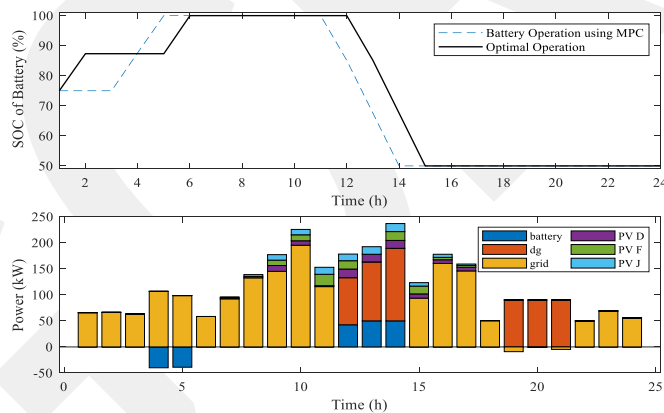 100
90
80
70
60
50
SOC of Battery (%)
Battery Operation using MPC
Optimal Operation
2 4 6 8 10 12 14 16 18 20 22 24
Time (h)
250
200
150
100
50
0
-50
Power (kW)
battery PV D
dg PV F
grid PV J
0 5 10 15 20 25
Time (h)